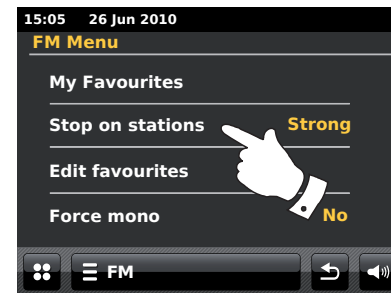 15:05 26 Jun 2010
FM Menu
My Favourites
Stop on stations Strong
Edit favourites
Force mono No
FM